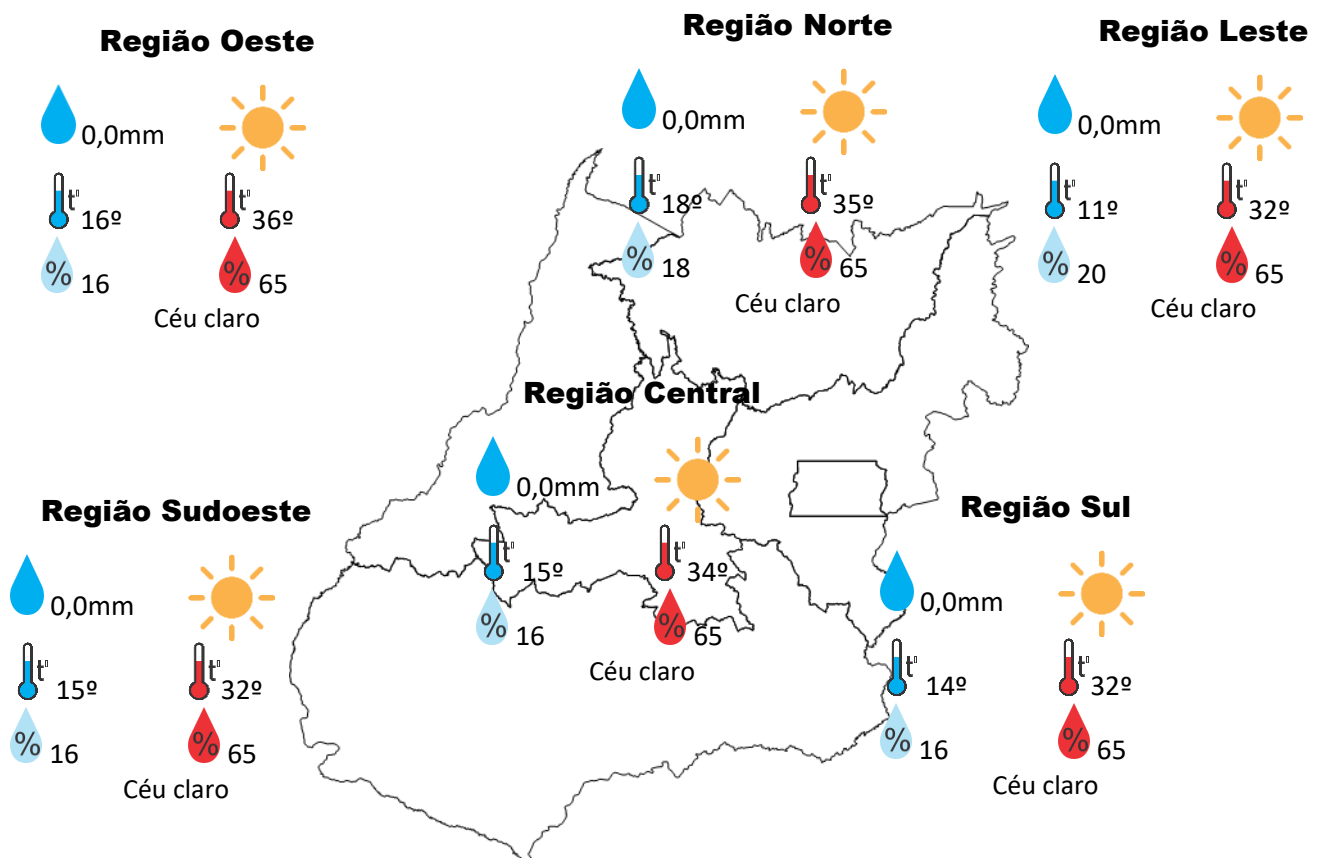 Região Oeste
0,0mm
t°
16º
t°
36º
%
16
%
65
Céu claro
Região Norte
0,0mm
t°
18º
t°
35º
%
18
%
65
Céu claro
Região Leste
0,0mm
t°
11º
t°
32º
%
20
%
65
Céu claro
Região Central
0,0mm
t°
15º
t°
34º
%
16
%
65
Céu claro
Região Sudoeste
0,0mm
t°
15º
t°
32º
%
16
%
65
Céu claro
Região Sul
0,0mm
t°
14º
t°
32º
%
16
%
65
Céu claro